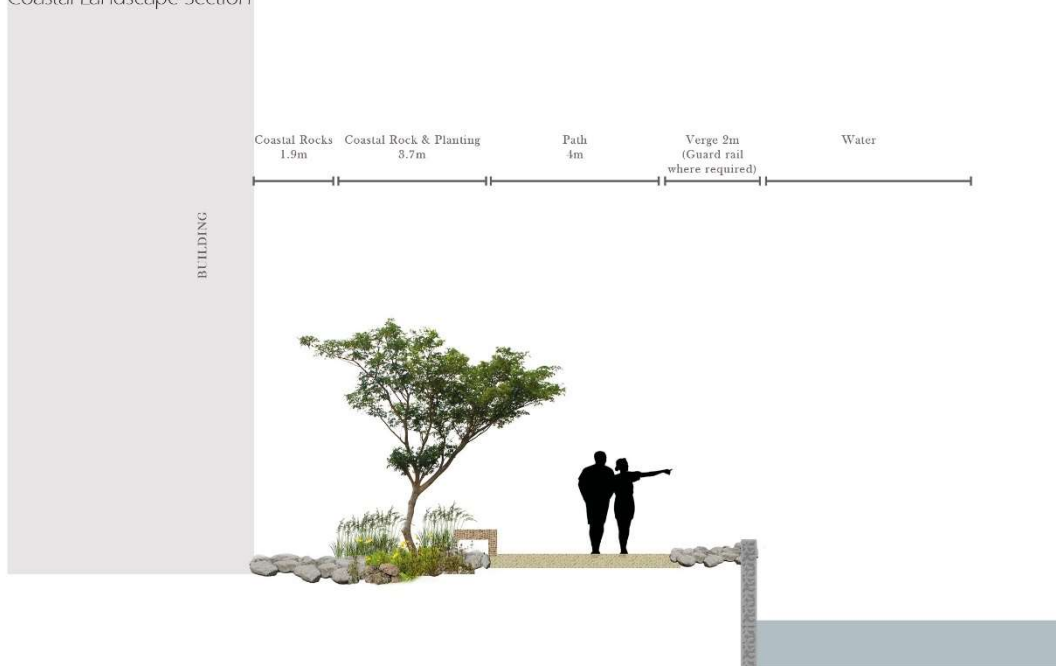 Coastal Landscape Section
Coastal Rocks
1.9m
Coastal Rock & Planting
3.7m
Path
4m
Verge 2m
(Guard rail
where required)
Water
BUILDING